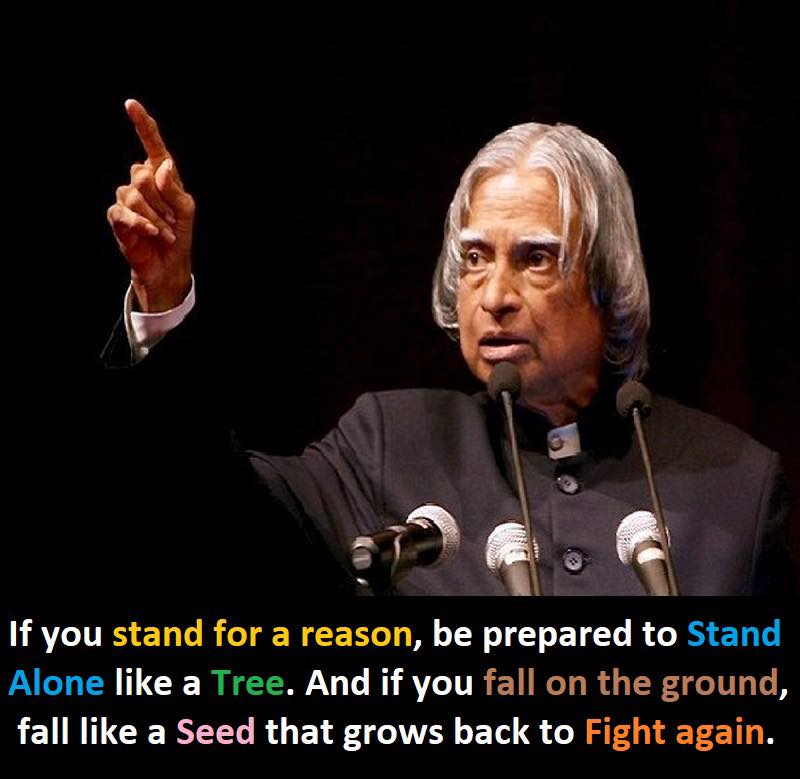 If you stand for a reason, be prepared to Stand
Alone like a Tree. And if you fall on the ground,
fall like a Seed that grows back to Fight again.